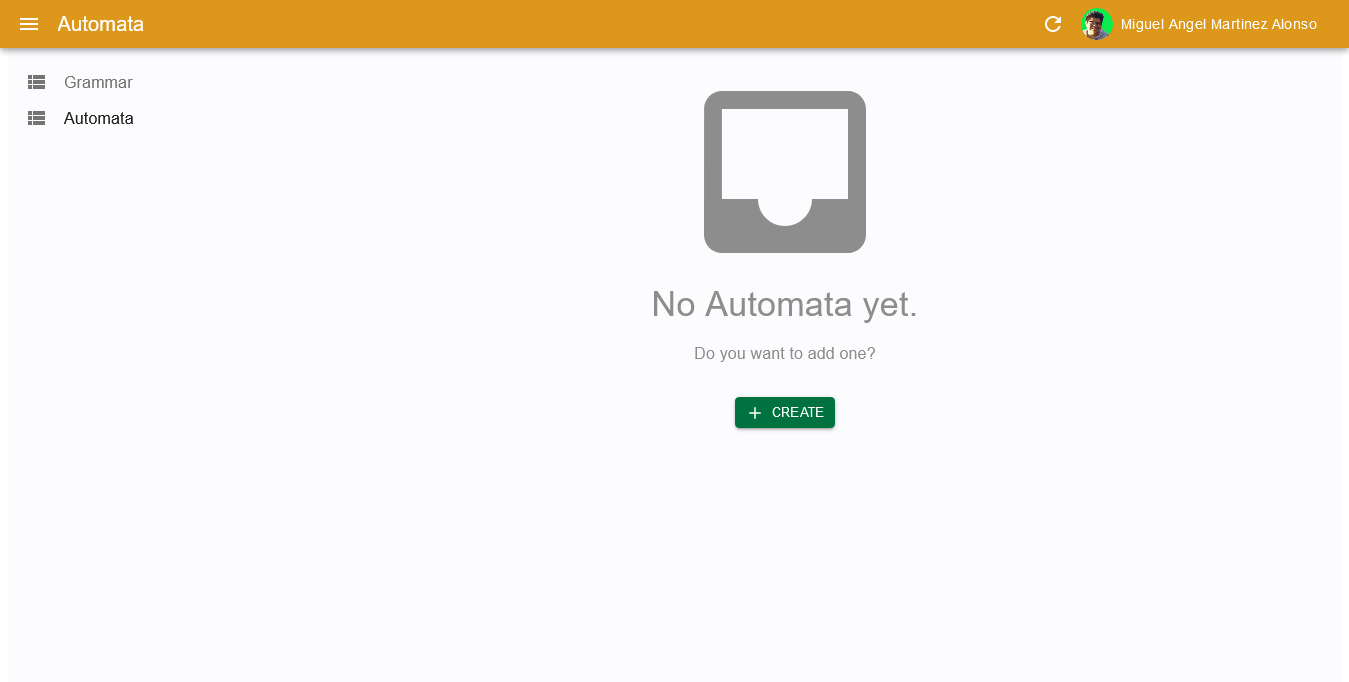 Automata
Miguel Angel Martinez Alonso
Grammar
Automata
No Automata yet.
Do you want to add one?
CREATE